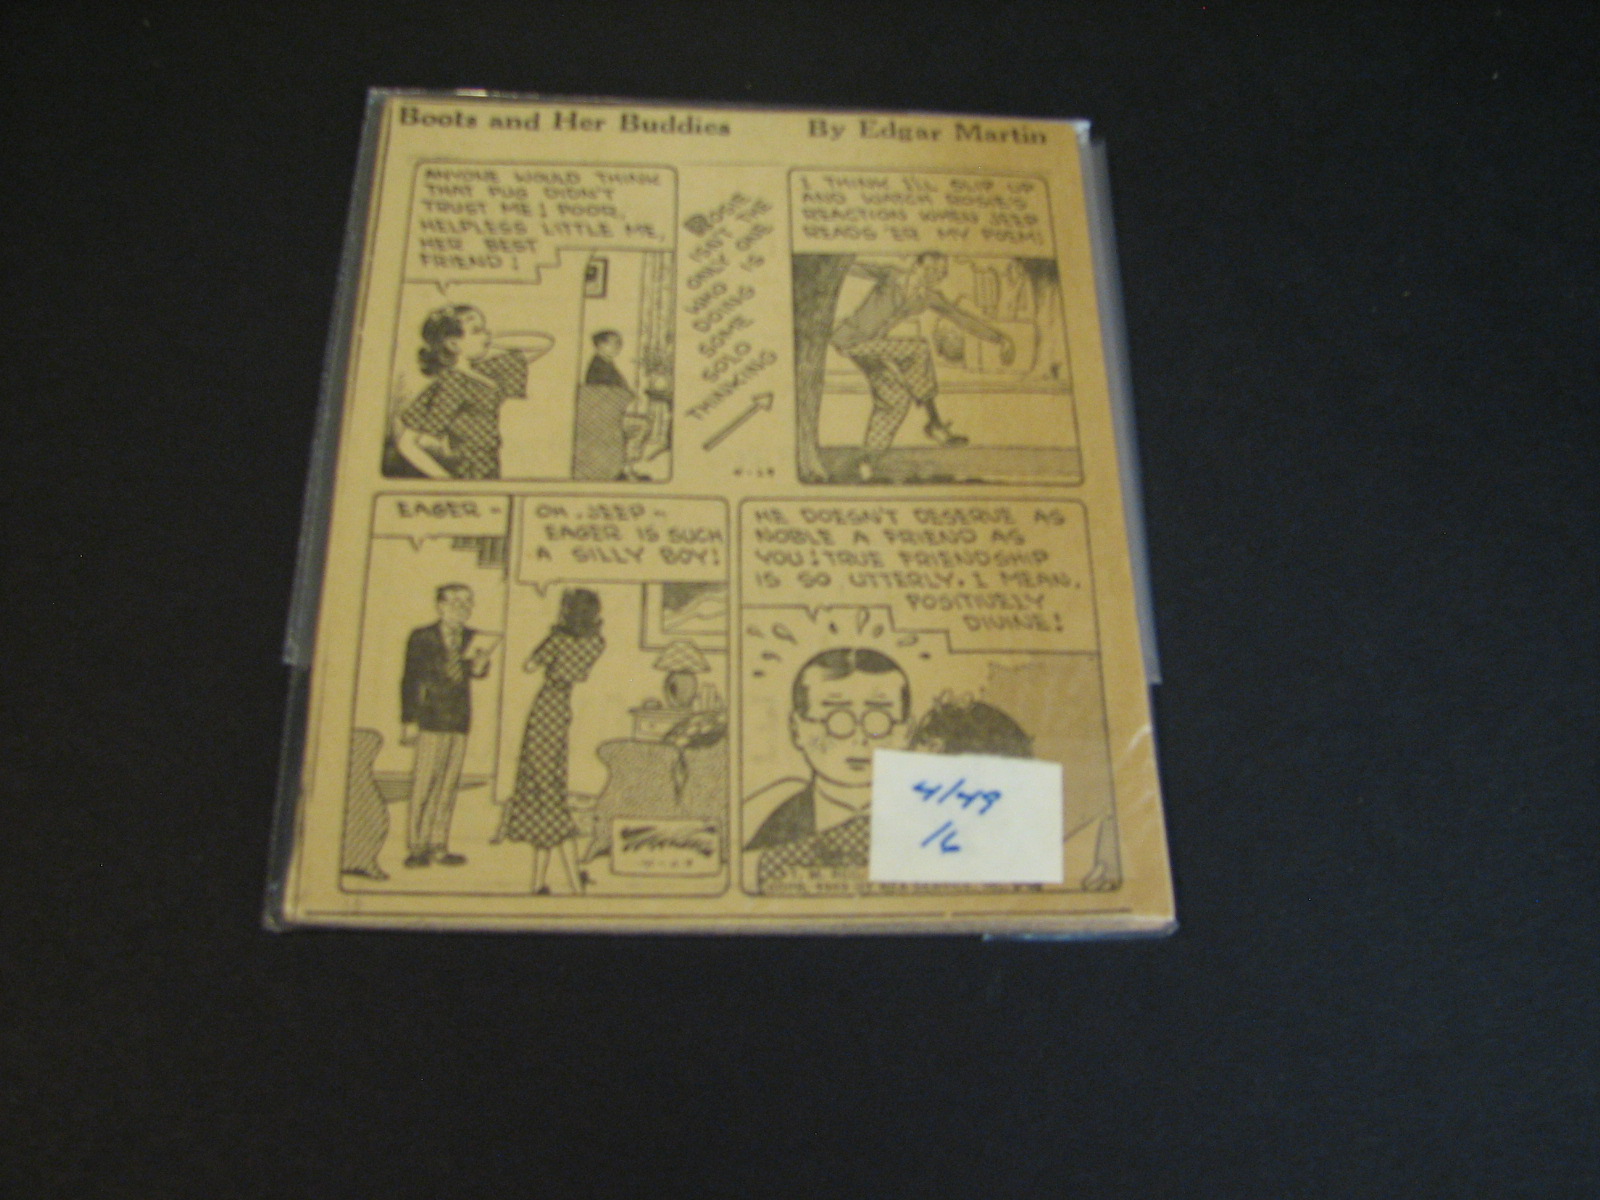 Boots and Her Buddies By Edgar Martin
ANYONE WOULD THINK
THAT PUG DIDN'T
TRUST ME! POOR,
HELPLESS LITTLE ME,
HER BEST
FRIEND!
ROSIE
ISN'T THE
ONLY ONE
WHO IS
DOING
SOME
SOLO
THINKING
I THINK I'LL SLIP UP
AND WATCH ROSIE'S
REACTION WHEN JEEP
READS 'ER MY POEM!
EAGER -
OH, JEEP -
EAGER IS SUCH
A SILLY BOY!
HE DOESN'T DESERVE AS
NOBLE A FRIEND AS
YOU! TRUE FRIENDSHIP
IS SO UTTERLY, I MEAN,
POSITIVELY
DIVINE!
4/49
16